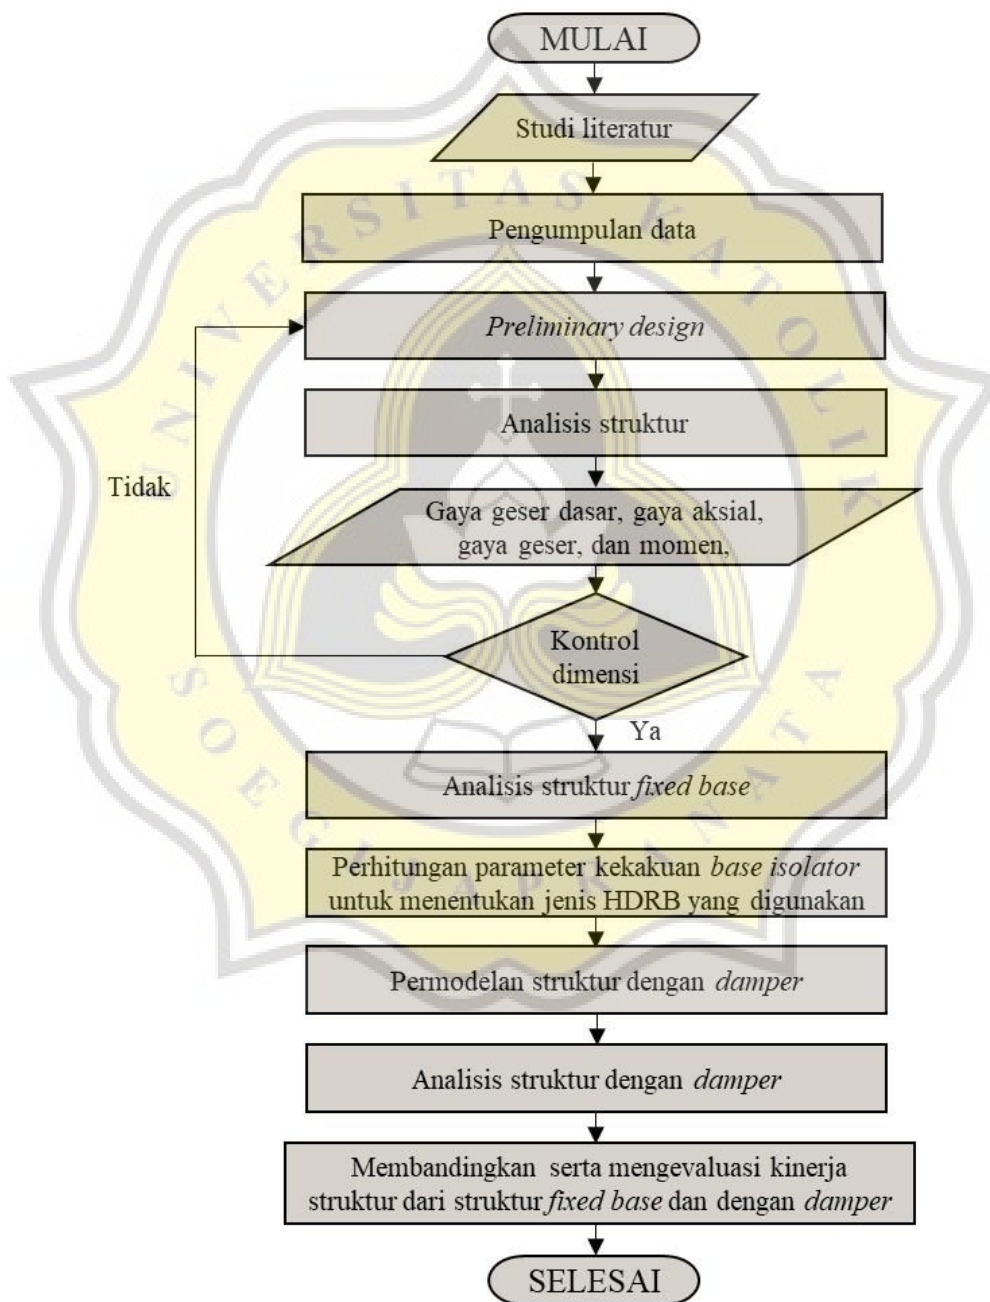 MULAI
Studi literatur
UNIVERSITAS KATOLIK
Pengumpulan data
Preliminary design
Analisis struktur
Tidak
Gaya geser dasar, gaya aksial,
gaya geser, dan momen,
Kontrol
dimensi
Ya
SOEGIJAPRANATA
Analisis struktur fixed base
Perhitungan parameter kekakuan base isolator
untuk menentukan jenis HDRB yang digunakan
Permodelan struktur dengan damper
Analisis struktur dengan damper
Membandingkan serta mengevaluasi kinerja
struktur dari struktur fixed base dan dengan damper
SELESAI